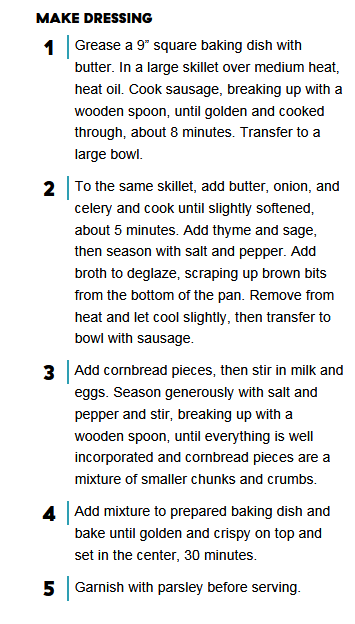 MAKE DRESSING
1 Grease a 9” square baking dish with
butter. In a large skillet over medium heat,
heat oil. Cook sausage, breaking up with a
wooden spoon, until golden and cooked
through, about 8 minutes. Transfer to a
large bowl.
2 To the same skillet, add butter, onion, and
celery and cook until slightly softened,
about 5 minutes. Add thyme and sage,
then season with salt and pepper. Add
broth to deglaze, scraping up brown bits
from the bottom of the pan. Remove from
heat and let cool slightly, then transfer to
bowl with sausage.
3 Add cornbread pieces, then stir in milk and
eggs. Season generously with salt and
pepper and stir, breaking up with a
wooden spoon, until everything is well
incorporated and cornbread pieces are a
mixture of smaller chunks and crumbs.
4 Add mixture to prepared baking dish and
bake until golden and crispy on top and
set in the center, 30 minutes.
5 Garnish with parsley before serving.